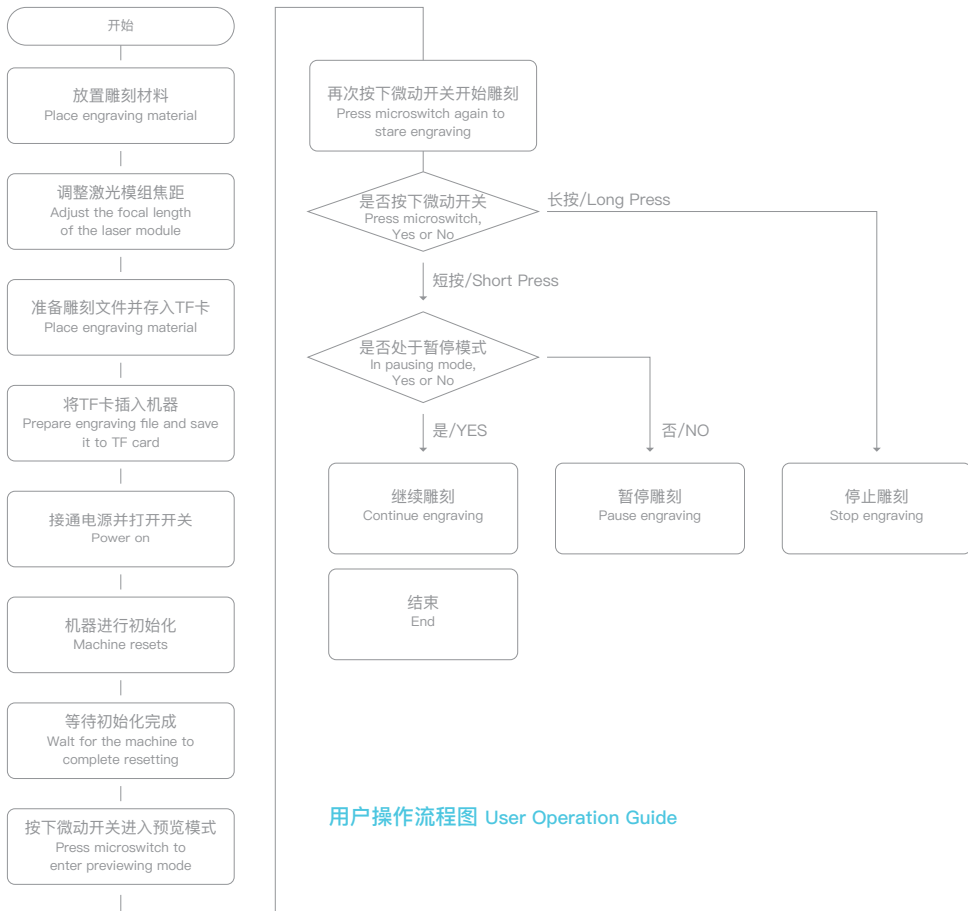 开始
放置雕刻材料
Place engraving material
调整激光模组焦距
Adjust the focal length
of the laser module
准备雕刻文件并存入TF卡
Place engraving material
将TF卡插入机器
Prepare engraving file and save
it to TF card
接通电源并打开开关
Power on
机器进行初始化
Machine resets
等待初始化完成
Walt for the machine to
complete resetting
按下微动开关进入预览模式
Press microswitch to
enter previewing mode
再次按下微动开关开始雕刻
Press microswitch again to
stare engraving
是否按下微动开关
Press microswitch,
Yes or No
长按/Long Press
短按/Short Press
是否处于暂停模式
In pausing mode,
Yes or No
是/YES
否/NO
继续雕刻
Continue engraving
暂停雕刻
Pause engraving
停止雕刻
Stop engraving
结束
End
用户操作流程图 User Operation Guide